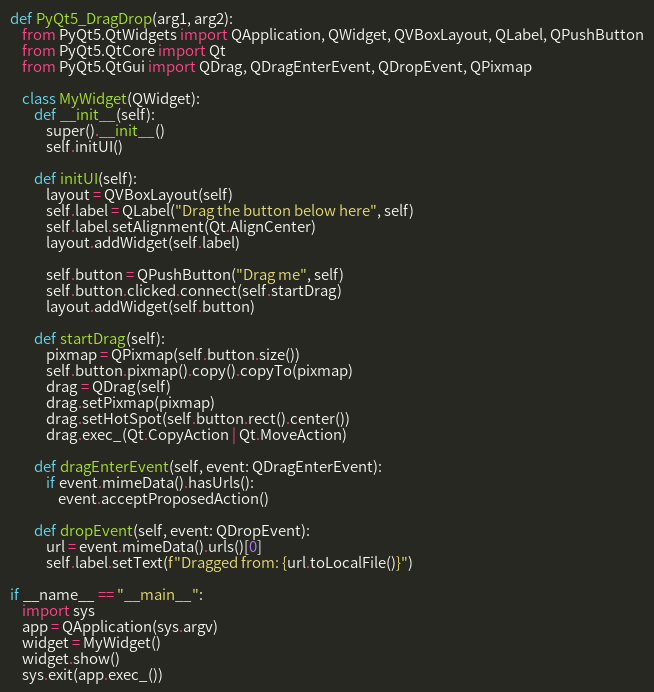 def PyQt5_DragDrop(arg1, arg2):
    from PyQt5.QtWidgets import QApplication, QWidget, QVBoxLayout, QLabel, QPushButton
    from PyQt5.QtCore import Qt
    from PyQt5.QtGui import QDrag, QDragEnterEvent, QDropEvent, QPixmap

    class MyWidget(QWidget):
        def __init__(self):
            super().__init__()
            self.initUI()

        def initUI(self):
            layout = QVBoxLayout(self)
            self.label = QLabel("Drag the button below here", self)
            self.label.setAlignment(Qt.AlignCenter)
            layout.addWidget(self.label)

            self.button = QPushButton("Drag me", self)
            self.button.clicked.connect(self.startDrag)
            layout.addWidget(self.button)

        def startDrag(self):
            pixmap = QPixmap(self.button.size())
            self.button.pixmap().copy().copyTo(pixmap)
            drag = QDrag(self)
            drag.setPixmap(pixmap)
            drag.setHotSpot(self.button.rect().center())
            drag.exec_(Qt.CopyAction | Qt.MoveAction)

        def dragEnterEvent(self, event: QDragEnterEvent):
            if event.mimeData().hasUrls():
                event.acceptProposedAction()

        def dropEvent(self, event: QDropEvent):
            url = event.mimeData().urls()[0]
            self.label.setText(f"Dragged from: {url.toLocalFile()}")

if __name__ == "__main__":
    import sys
    app = QApplication(sys.argv)
    widget = MyWidget()
    widget.show()
    sys.exit(app.exec_())